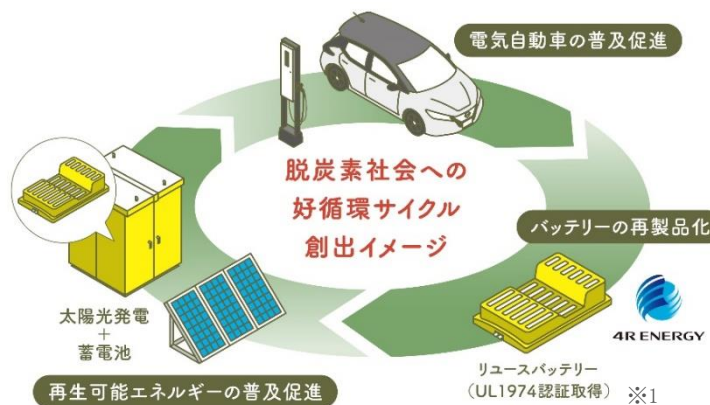 電気自動車の普及促進
脱炭素社会への
好循環サイクル
創出イメージ
バッテリーの再製品化
4R ENERGY
リユースバッテリー
(UL1974認証取得) ※1
太陽光発電
+
蓄電池
再生可能エネルギーの普及促進